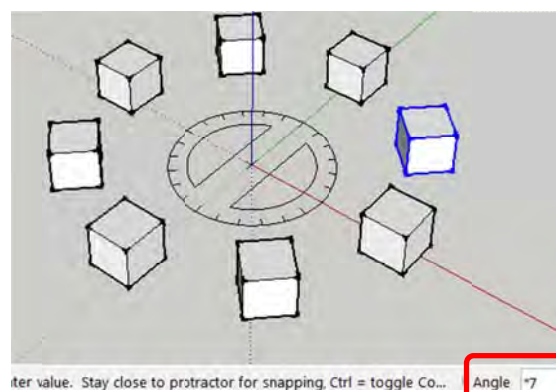 ter value. Stay close to protractor for snapping, Ctrl = toggle Co... Angle *7